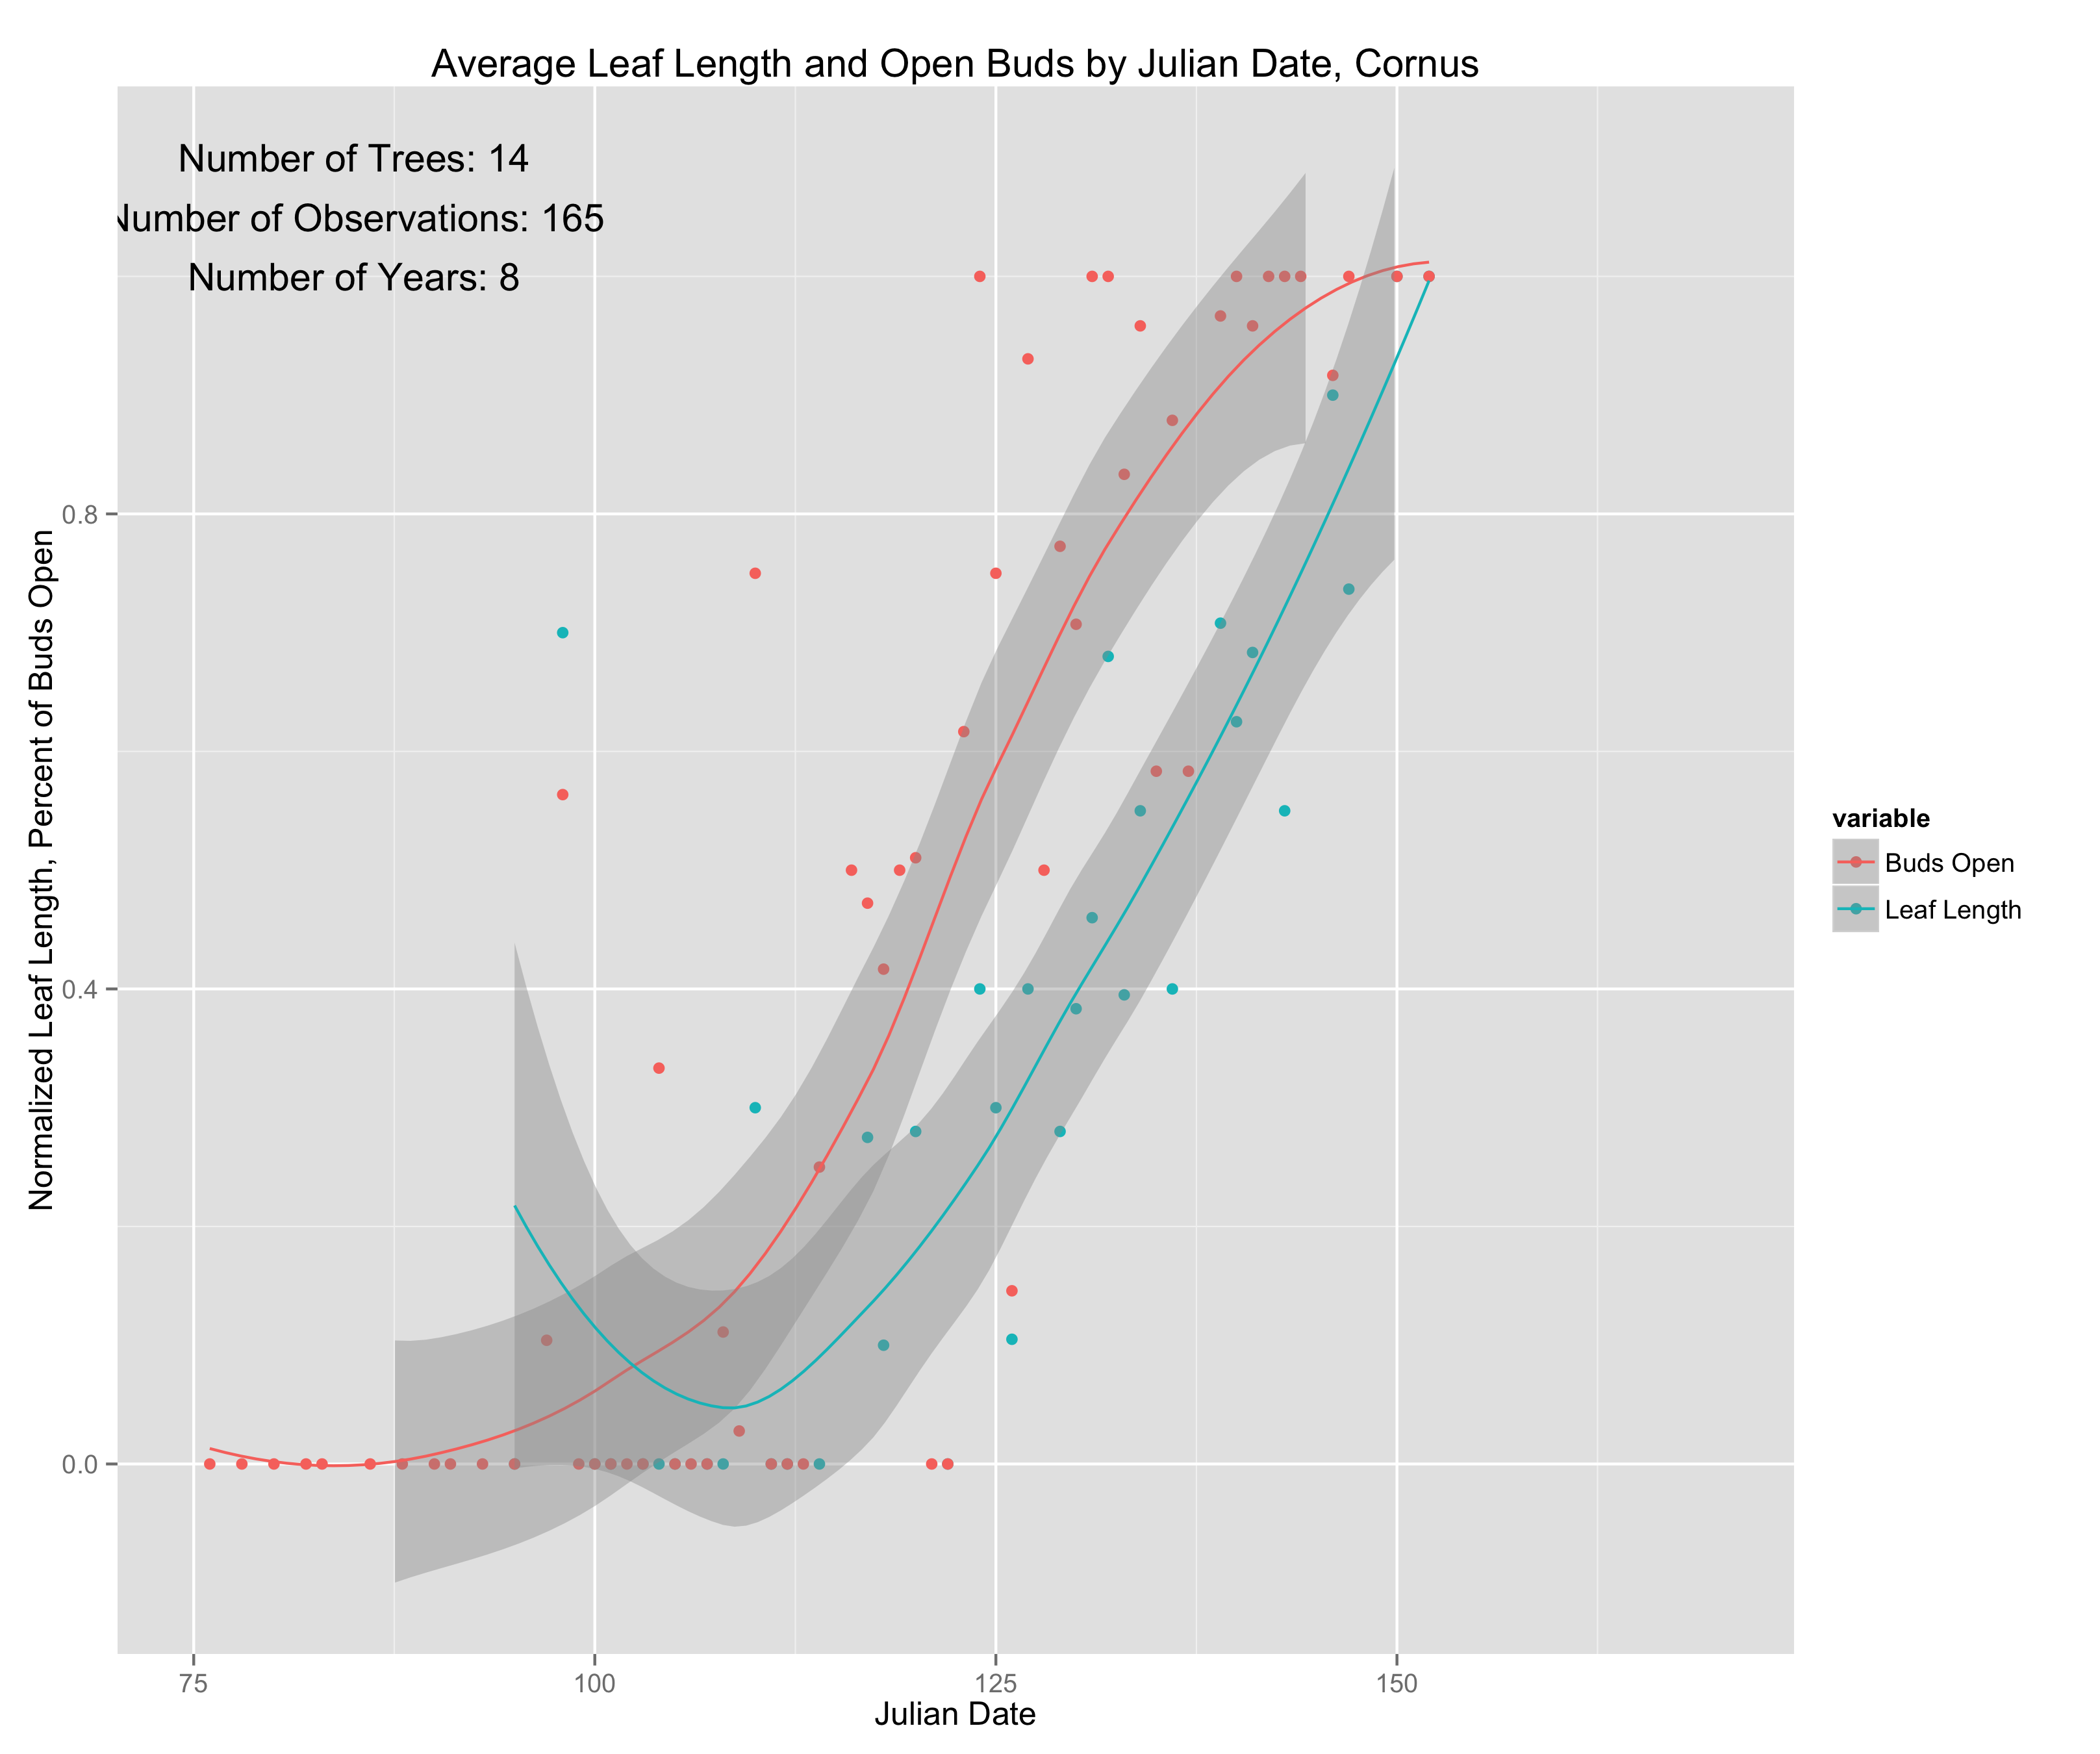 Average Leaf Length and Open Buds by Julian Date, Cornus
Number of Trees: 14
Number of Observations: 165
Number of Years: 8
0.8
0.4
0.0
Normalized Leaf Length, Percent of Buds Open
75
100
125
150
Julian Date
variable
Buds Open
Leaf Length